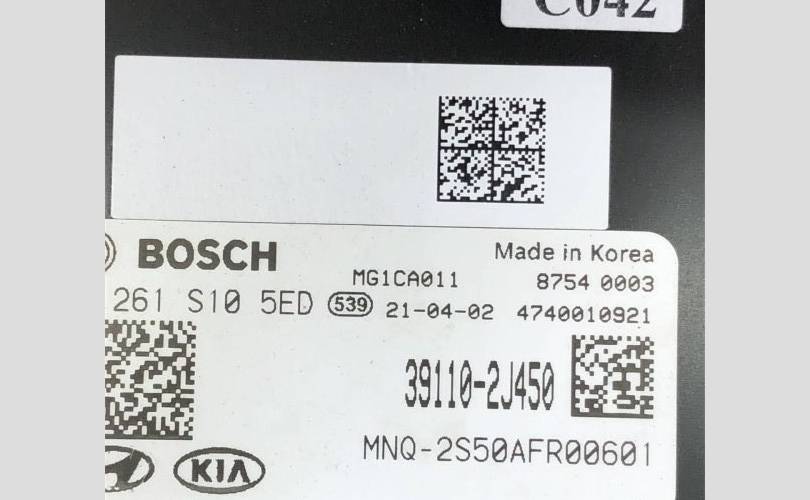 C042
BOSCH
Made in Korea
MG1CA011
8754 0003
261 S10 5ED 539 21-04-02 4740010921
39110-2J450
MNQ-2S50AFR00601
KIA